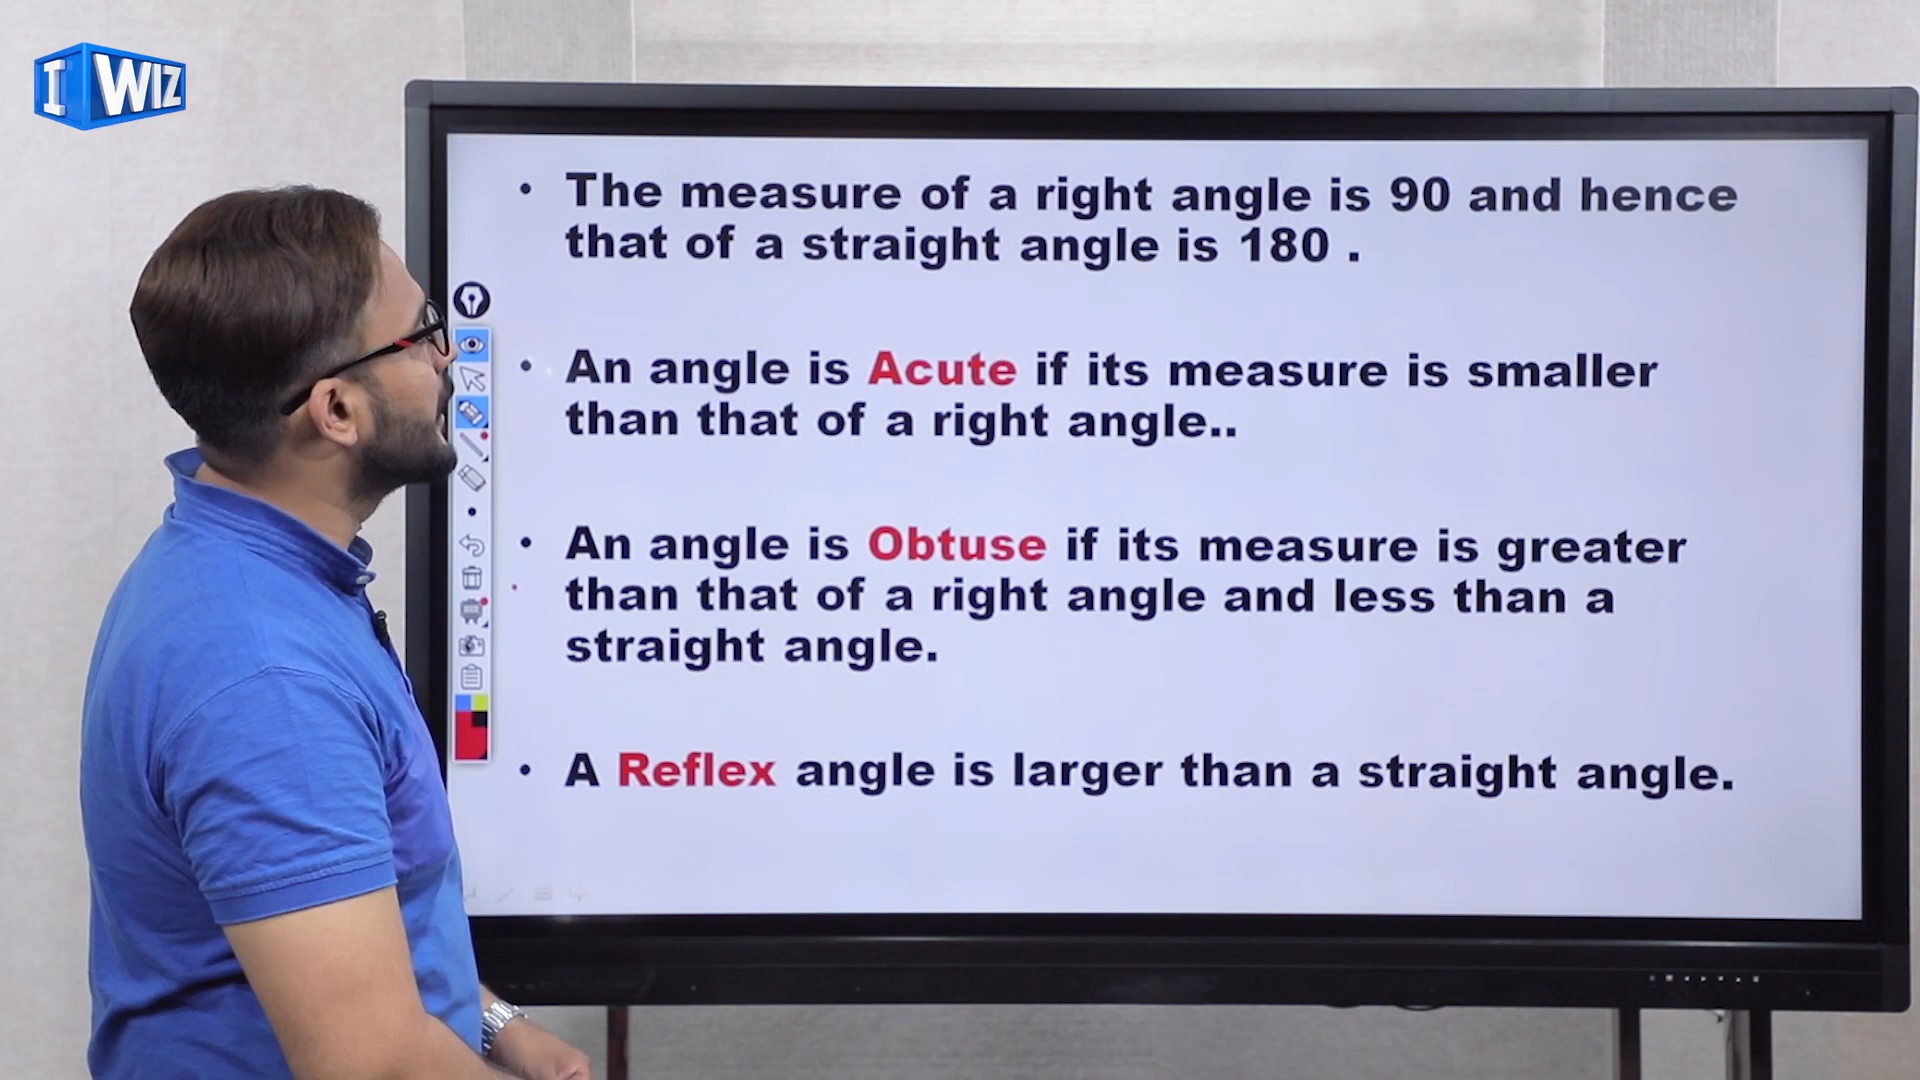 I WIZ
• The measure of a right angle is 90 and hence
that of a straight angle is 180 .
• An angle is Acute if its measure is smaller
than that of a right angle..
• An angle is Obtuse if its measure is greater
than that of a right angle and less than a
straight angle.
• A Reflex angle is larger than a straight angle.